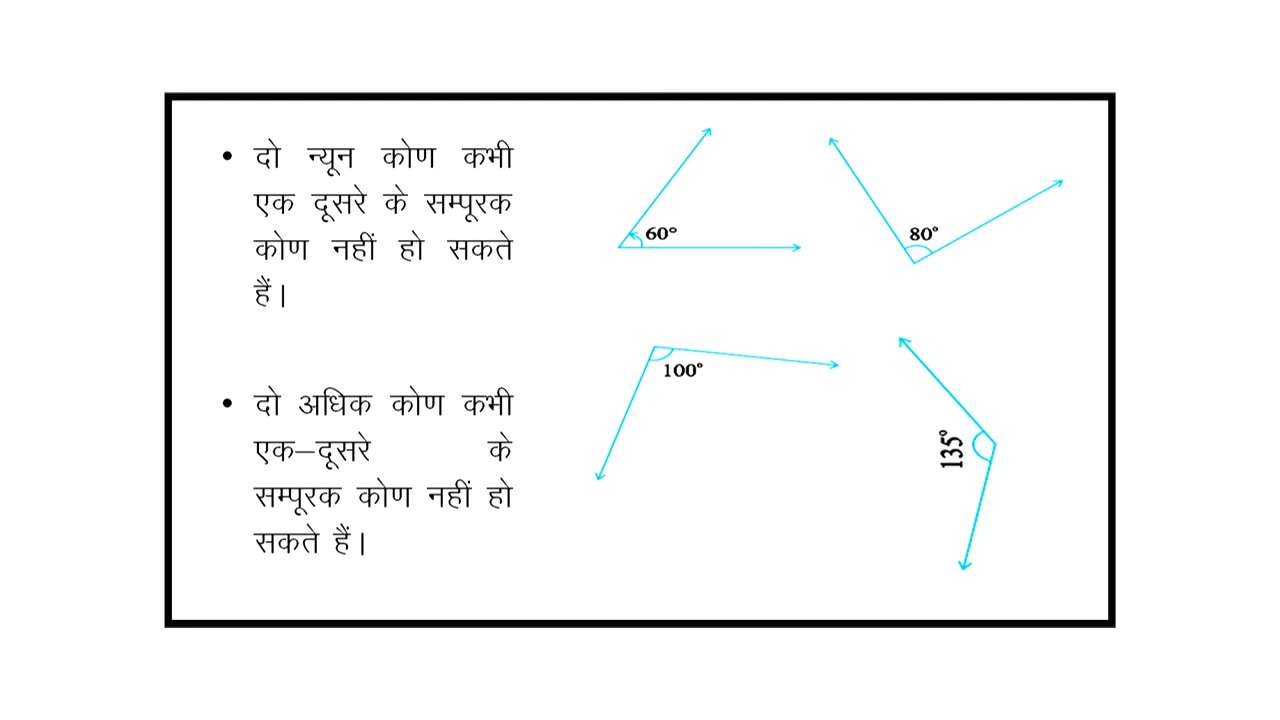 • दो न्यून कोण कभी
एक दूसरे के सम्पूरक
कोण नहीं हो सकते
हैं।
60°
80°
100°
135°
• दो अधिक कोण कभी
एक–दूसरे के
सम्पूरक कोण नहीं हो
सकते हैं।